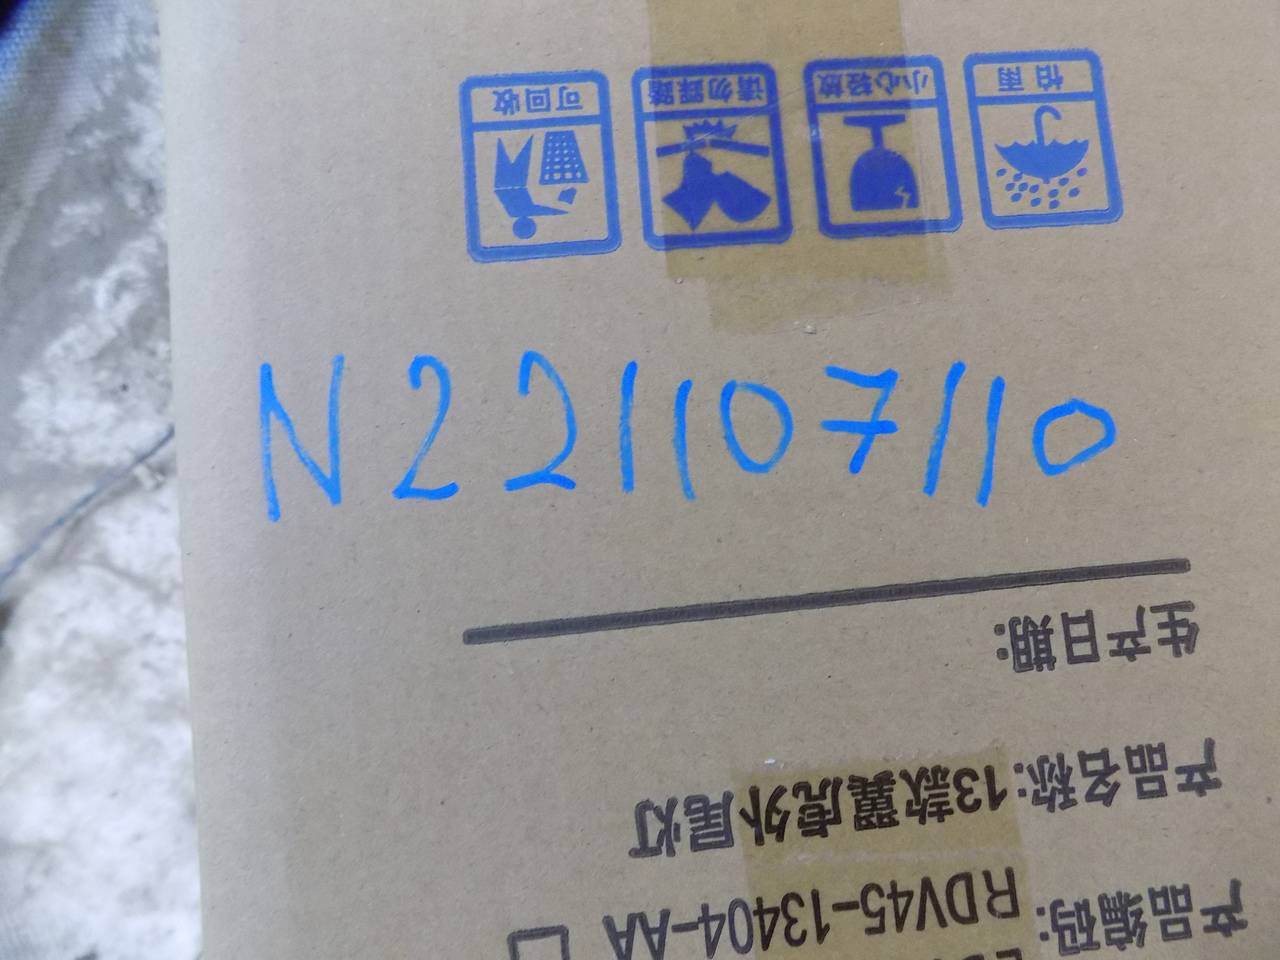 N221107110
产品编码:
RDV45-13404-AA
产品名称:13款翼虎外尾灯
生产日期:
怕雨 小心轻放 请勿踩踏 可回收